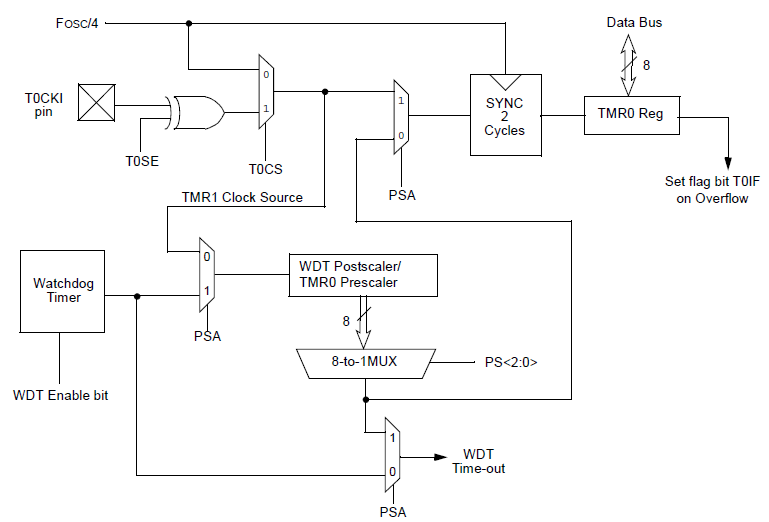 Fosc/4
Data Bus
8
0
T0CKI
pin
1
T0SE
T0CS
1
0
PSA
SYNC
2
Cycles
TMR0 Reg
Set flag bit T0IF
on Overflow
TMR1 Clock Source
Watchdog
Timer
0
1
PSA
WDT Postscaler/
TMR0 Prescaler
8
8-to-1MUX
PS<2:0>
WDT Enable bit
1
0
WDT
Time-out
PSA